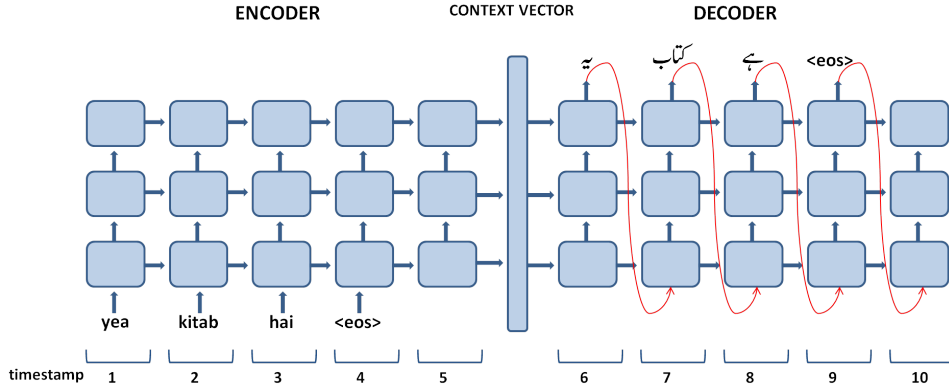 ENCODER CONTEXT VECTOR DECODER
یہ کتاب ہے <eos>
yea kitab hai <eos>
timestamp 1 2 3 4 5 6 7 8 9 10